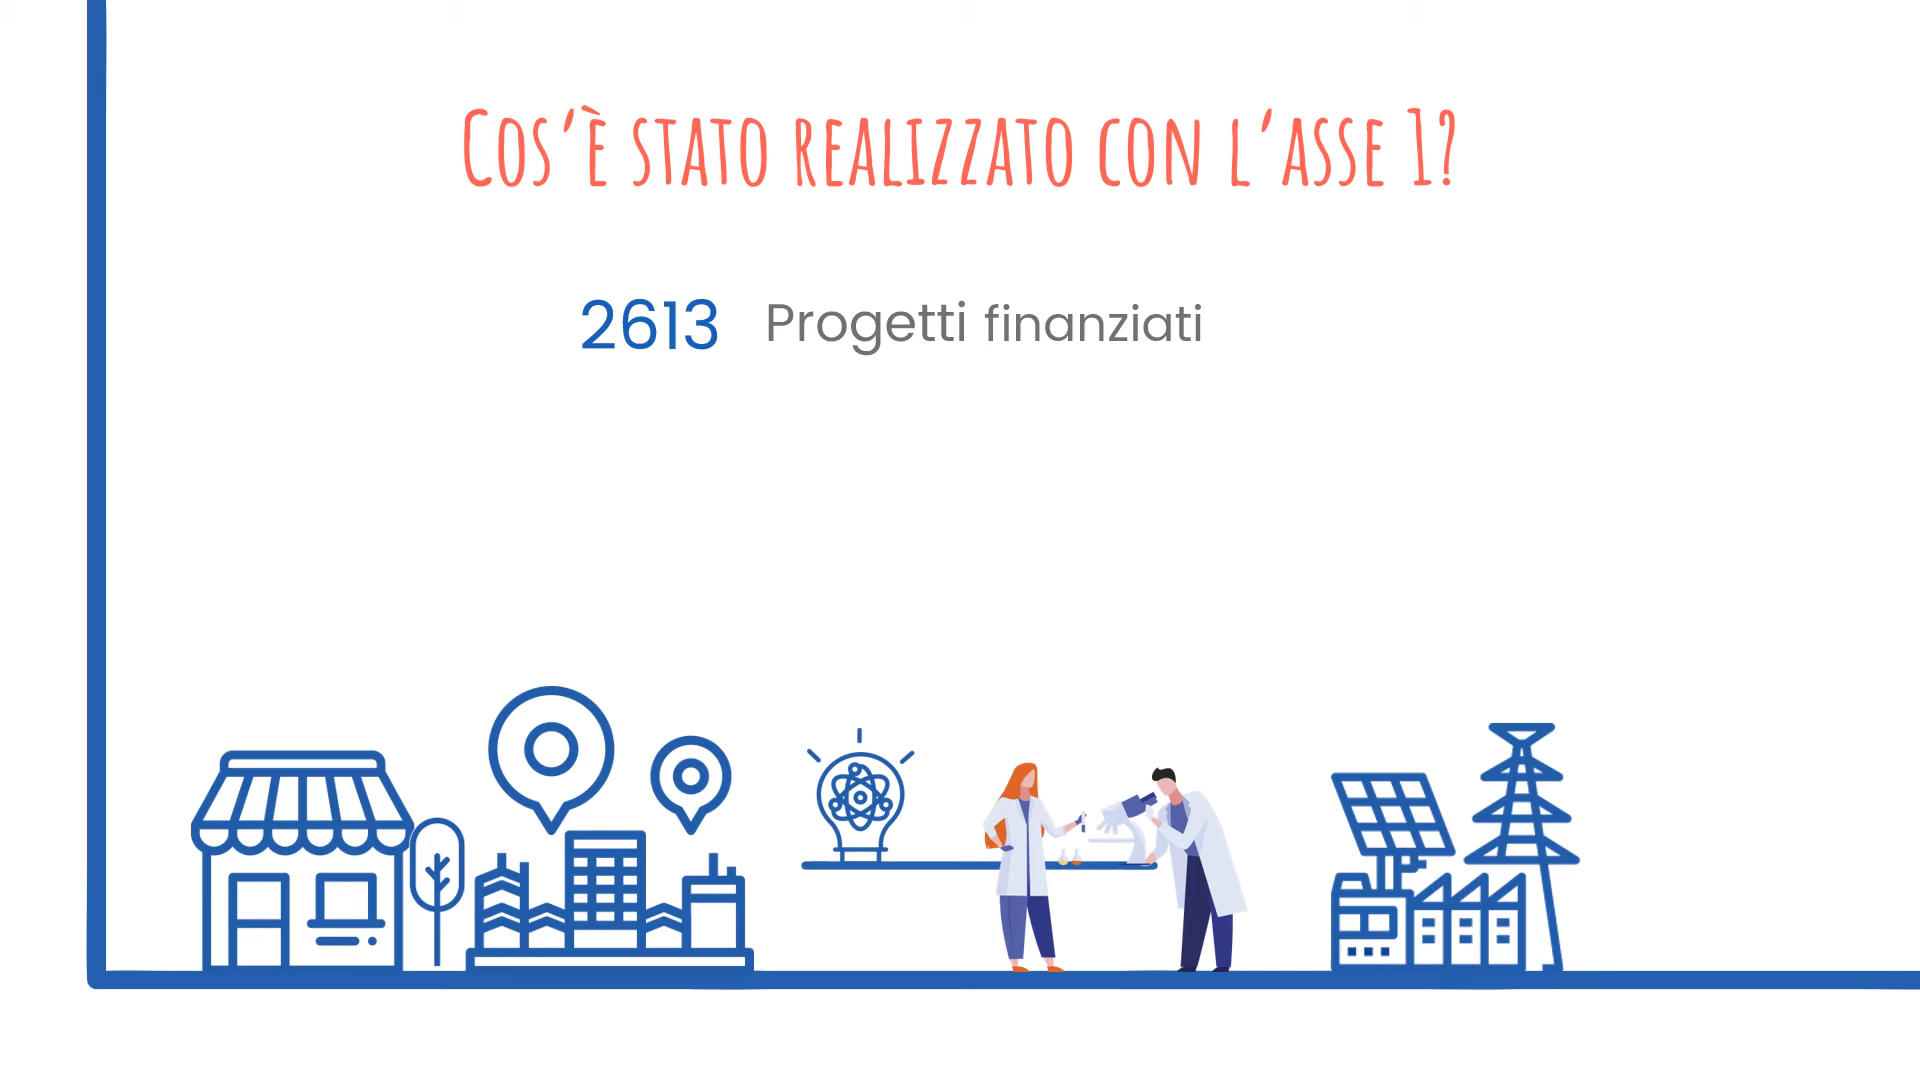 Cos'è stato realizzato con l'asse 1?
2613 Progetti finanziati